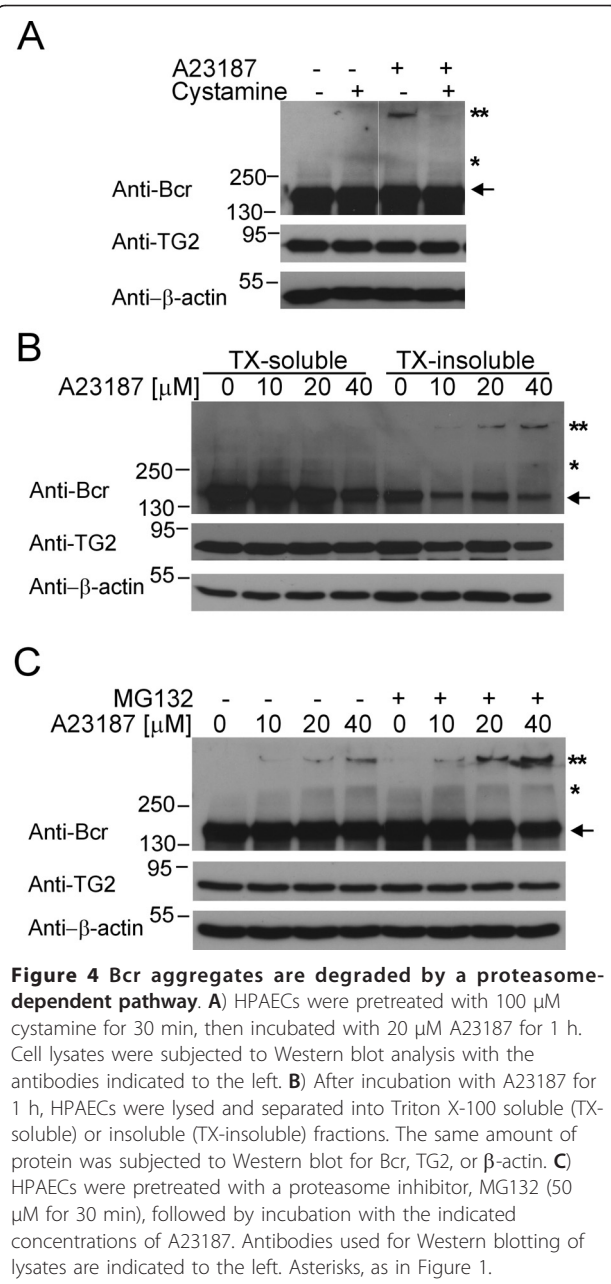 A
A23187 - - + +
Cystamine - + - +
**
*
250
Anti-Bcr
130
Anti-TG2 95
55
Anti-β-actin
B
TX-soluble TX-insoluble
A23187 [μM] 0 10 20 40 0 10 20 40
**
250 *
Anti-Bcr
130
95
Anti-TG2
55
Anti-β-actin
C
MG132 - - - - + + + +
A23187 [μM] 0 10 20 40 0 10 20 40
**
*
250
Anti-Bcr
130
95
Anti-TG2
55
Anti-β-actin
Figure 4 Bcr aggregates are degraded by a proteasome-
dependent pathway. A) HPAECs were pretreated with 100 μM
cystamine for 30 min, then incubated with 20 μM A23187 for 1 h.
Cell lysates were subjected to Western blot analysis with the
antibodies indicated to the left. B) After incubation with A23187 for
1 h, HPAECs were lysed and separated into Triton X-100 soluble (TX-
soluble) or insoluble (TX-insoluble) fractions. The same amount of
protein was subjected to Western blot for Bcr, TG2, or β-actin. C)
HPAECs were pretreated with a proteasome inhibitor, MG132 (50
μM for 30 min), followed by incubation with the indicated
concentrations of A23187. Antibodies used for Western blotting of
lysates are indicated to the left. Asterisks, as in Figure 1.